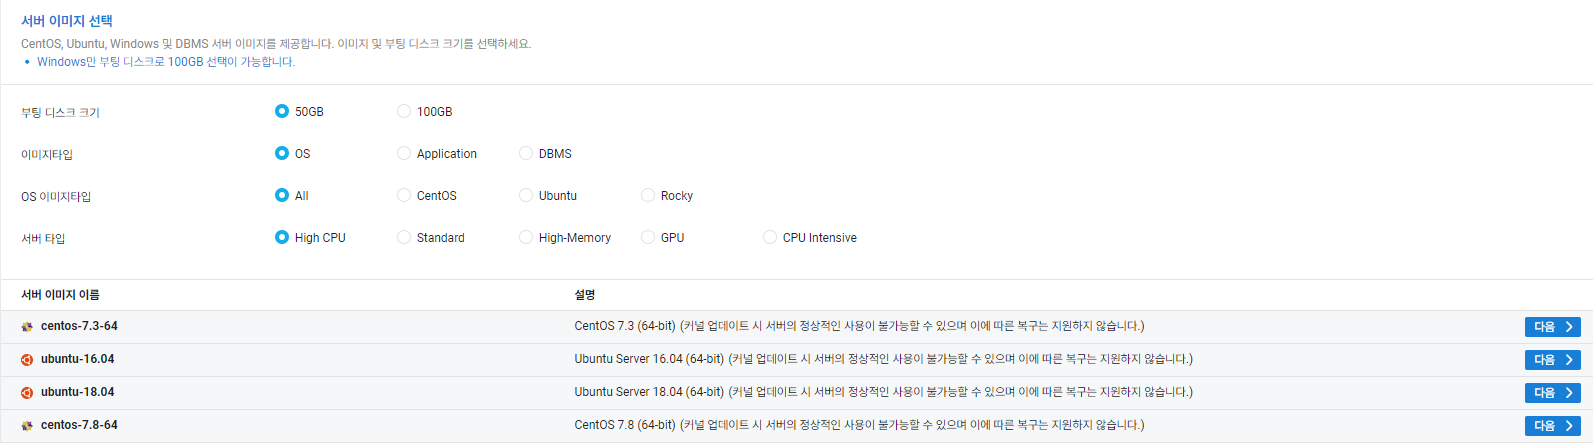 서버 이미지 선택
CentOS, Ubuntu, Windows 및 DBMS 서버 이미지를 제공합니다. 이미지 및 부팅 디스크 크기를 선택하세요.
• Windows만 부팅 디스크로 100GB 선택이 가능합니다.
부팅 디스크 크기 50GB 100GB
이미지타입 OS Application DBMS
OS 이미지타입 All CentOS Ubuntu Rocky
서버 타입 High CPU Standard High-Memory GPU CPU Intensive
서버 이미지 이름 설명
centos-7.3-64 CentOS 7.3 (64-bit) (커널 업데이트 시 서버의 정상적인 사용이 불가능할 수 있으며 이에 따른 복구는 지원하지 않습니다.) 다음
ubuntu-16.04 Ubuntu Server 16.04 (64-bit) (커널 업데이트 시 서버의 정상적인 사용이 불가능할 수 있으며 이에 따른 복구는 지원하지 않습니다.) 다음
ubuntu-18.04 Ubuntu Server 18.04 (64-bit) (커널 업데이트 시 서버의 정상적인 사용이 불가능할 수 있으며 이에 따른 복구는 지원하지 않습니다.) 다음
centos-7.8-64 CentOS 7.8 (64-bit) (커널 업데이트 시 서버의 정상적인 사용이 불가능할 수 있으며 이에 따른 복구는 지원하지 않습니다.) 다음